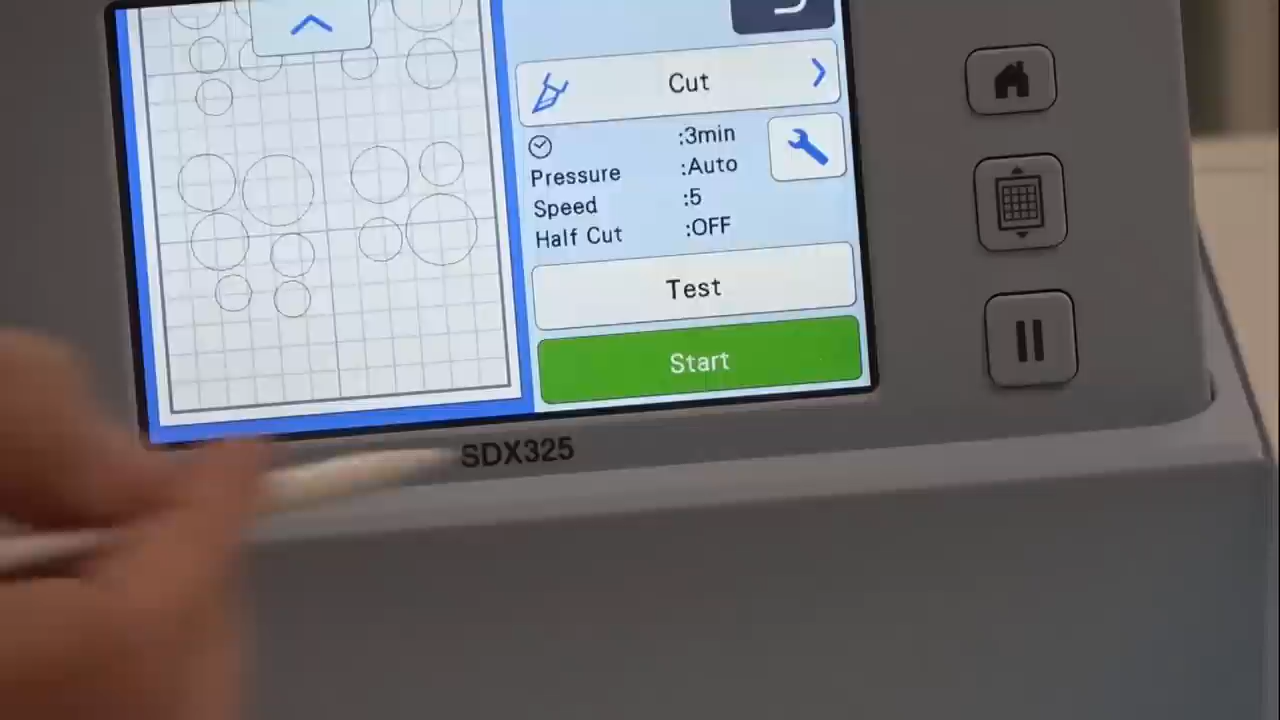 Cut
:3min
Pressure :Auto
Speed :5
Half Cut :OFF
Test
Start
SDX325